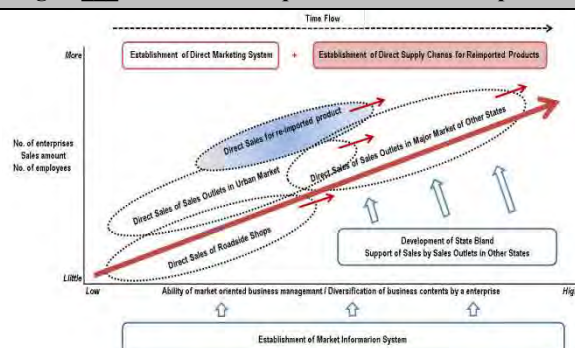 Time Flow
More
Establishment of Direct Marketing System
+
Establishment of Direct Supply Chanes for Reimported Products
No. of enterprises
Sales amount
No. of employees
Direct Sales for re-imported product
Direct Sales of Sales Outlets in Major Market of Other States
Direct Sales of Sales Outlets in Urban Market
Direct Sales of Roadside Shops
Development of State Bland
Support of Sales by Sales Outlets in Other States
Liittle
Low
Ability of market oriented business managemant / Diversification of business contents by a enterprise
High
Establishment of Market Informarion System